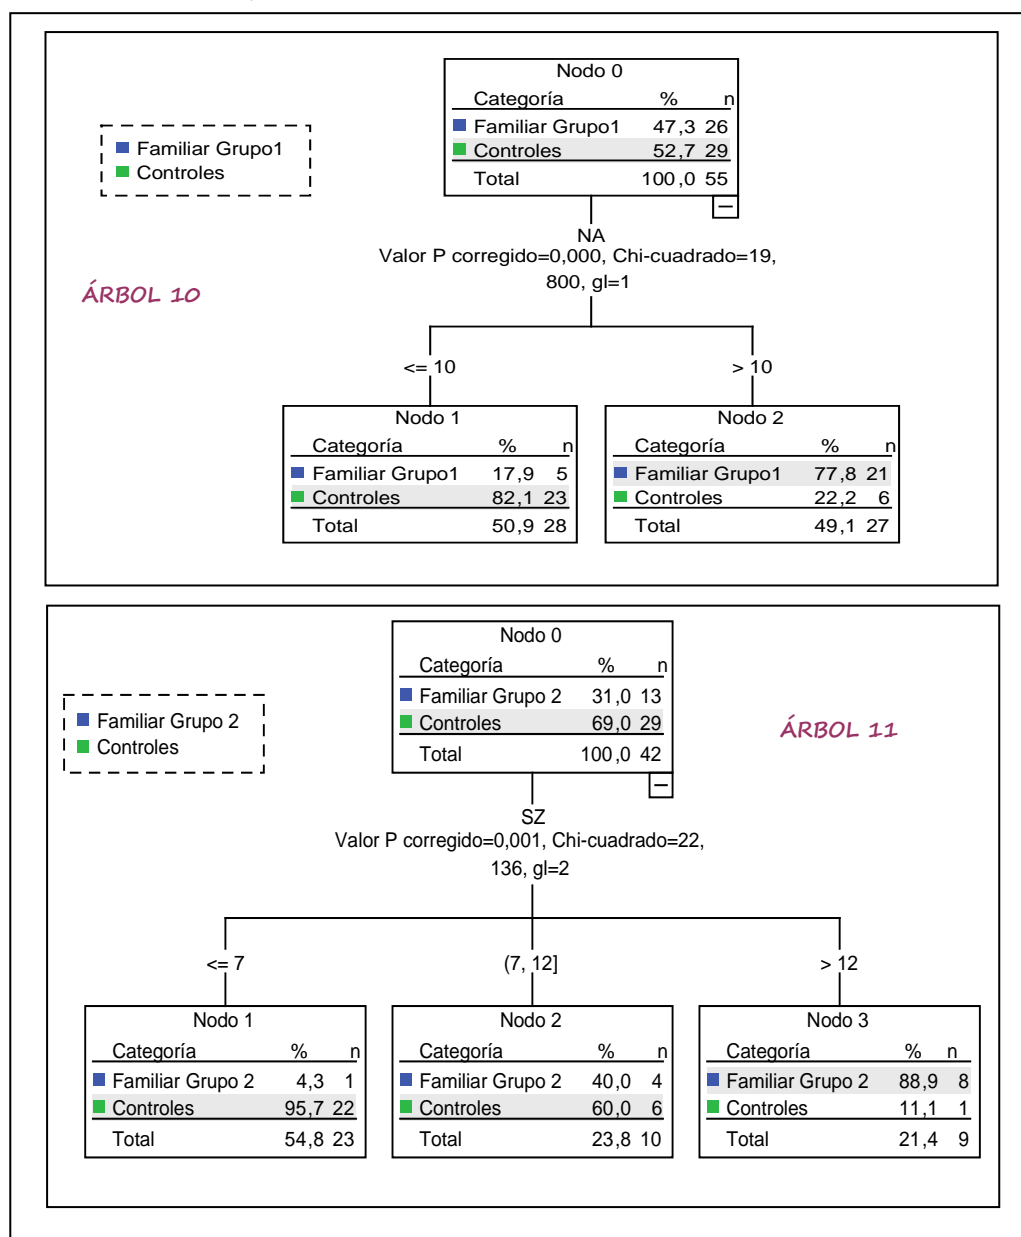 Nodo 0
Categoría % n
Familiar Grupo1 47,3 26
Controles 52,7 29
Total 100,0 55
Familiar Grupo1
Controles
NA
Valor P corregido=0,000, Chi-cuadrado=19,
800, gl=1
ÁRBOL 10
<= 10
> 10
Nodo 1
Categoría % n
Familiar Grupo1 17,9 5
Controles 82,1 23
Total 50,9 28
Nodo 2
Categoría % n
Familiar Grupo1 77,8 21
Controles 22,2 6
Total 49,1 27
Nodo 0
Categoría % n
Familiar Grupo 2 31,0 13
Controles 69,0 29
Total 100,0 42
Familiar Grupo 2
Controles
ÁRBOL 11
SZ
Valor P corregido=0,001, Chi-cuadrado=22,
136, gl=2
<= 7
(7, 12]
> 12
Nodo 1
Categoría % n
Familiar Grupo 2 4,3 1
Controles 95,7 22
Total 54,8 23
Nodo 2
Categoría % n
Familiar Grupo 2 40,0 4
Controles 60,0 6
Total 23,8 10
Nodo 3
Categoría % n
Familiar Grupo 2 88,9 8
Controles 11,1 1
Total 21,4 9